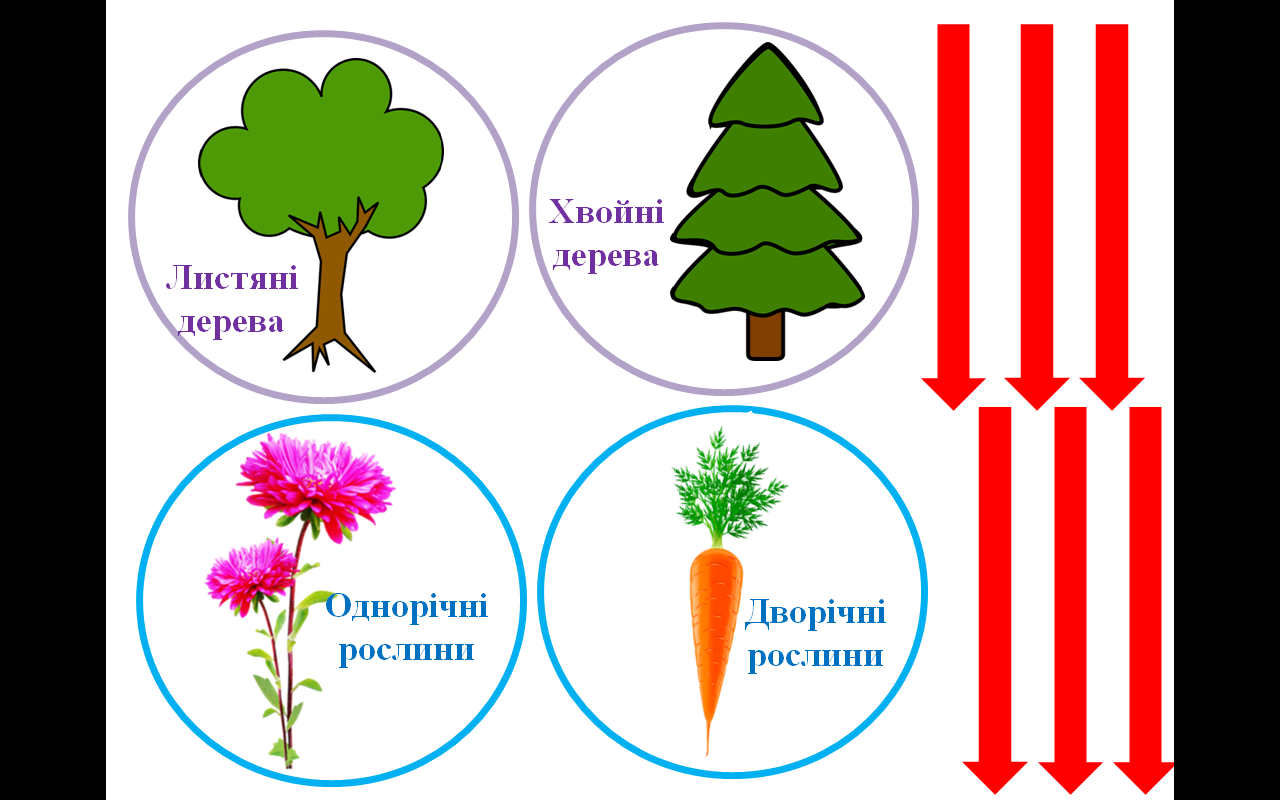 Листяні
дерева
Хвойні
дерева
Однорічні
рослини
Дворічні
рослини